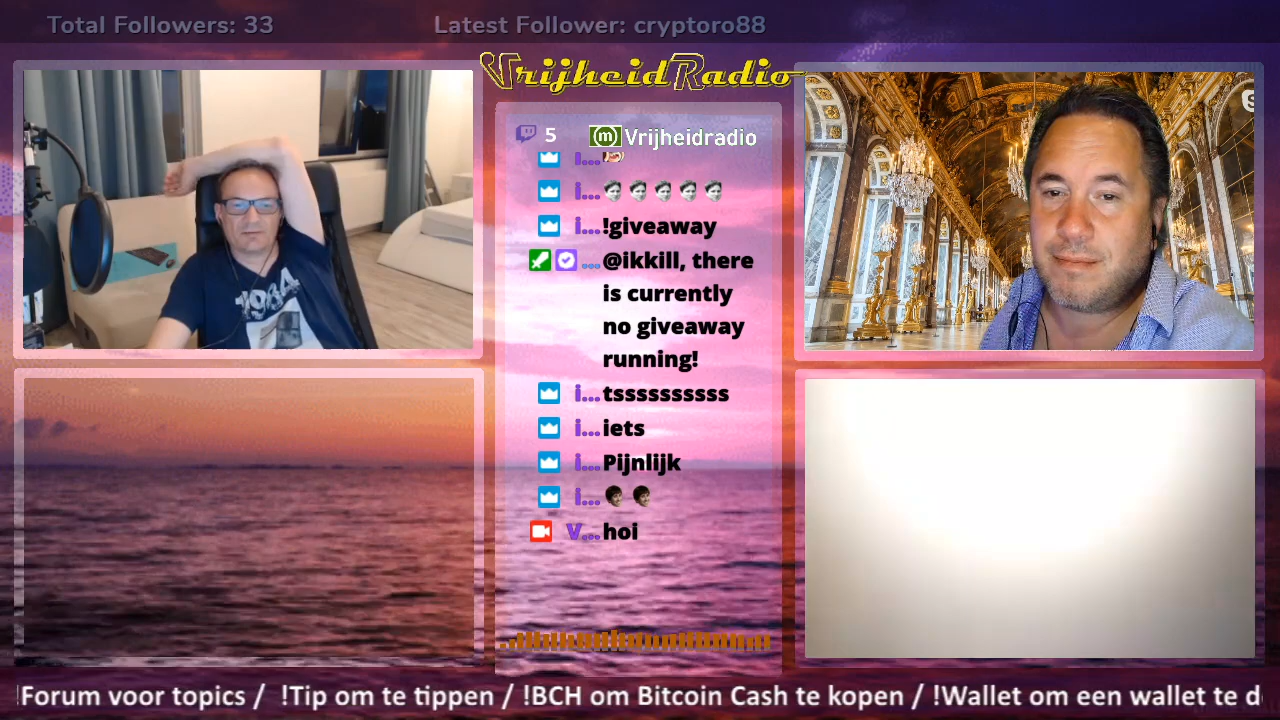 Total Followers: 33
Latest Follower: cryptoro88
VrijheidRadio
5
Vrijheidradio
i...
i...
i... !giveaway
... @ikkill, there
is currently
no giveaway
running!
i... tssssssssss
i... iets
i... Pijnlijk
i...
V... hoi
1984
S
!Forum voor topics / !Tip om te tippen / !BCH om Bitcoin Cash te kopen / !Wallet om een wallet te d